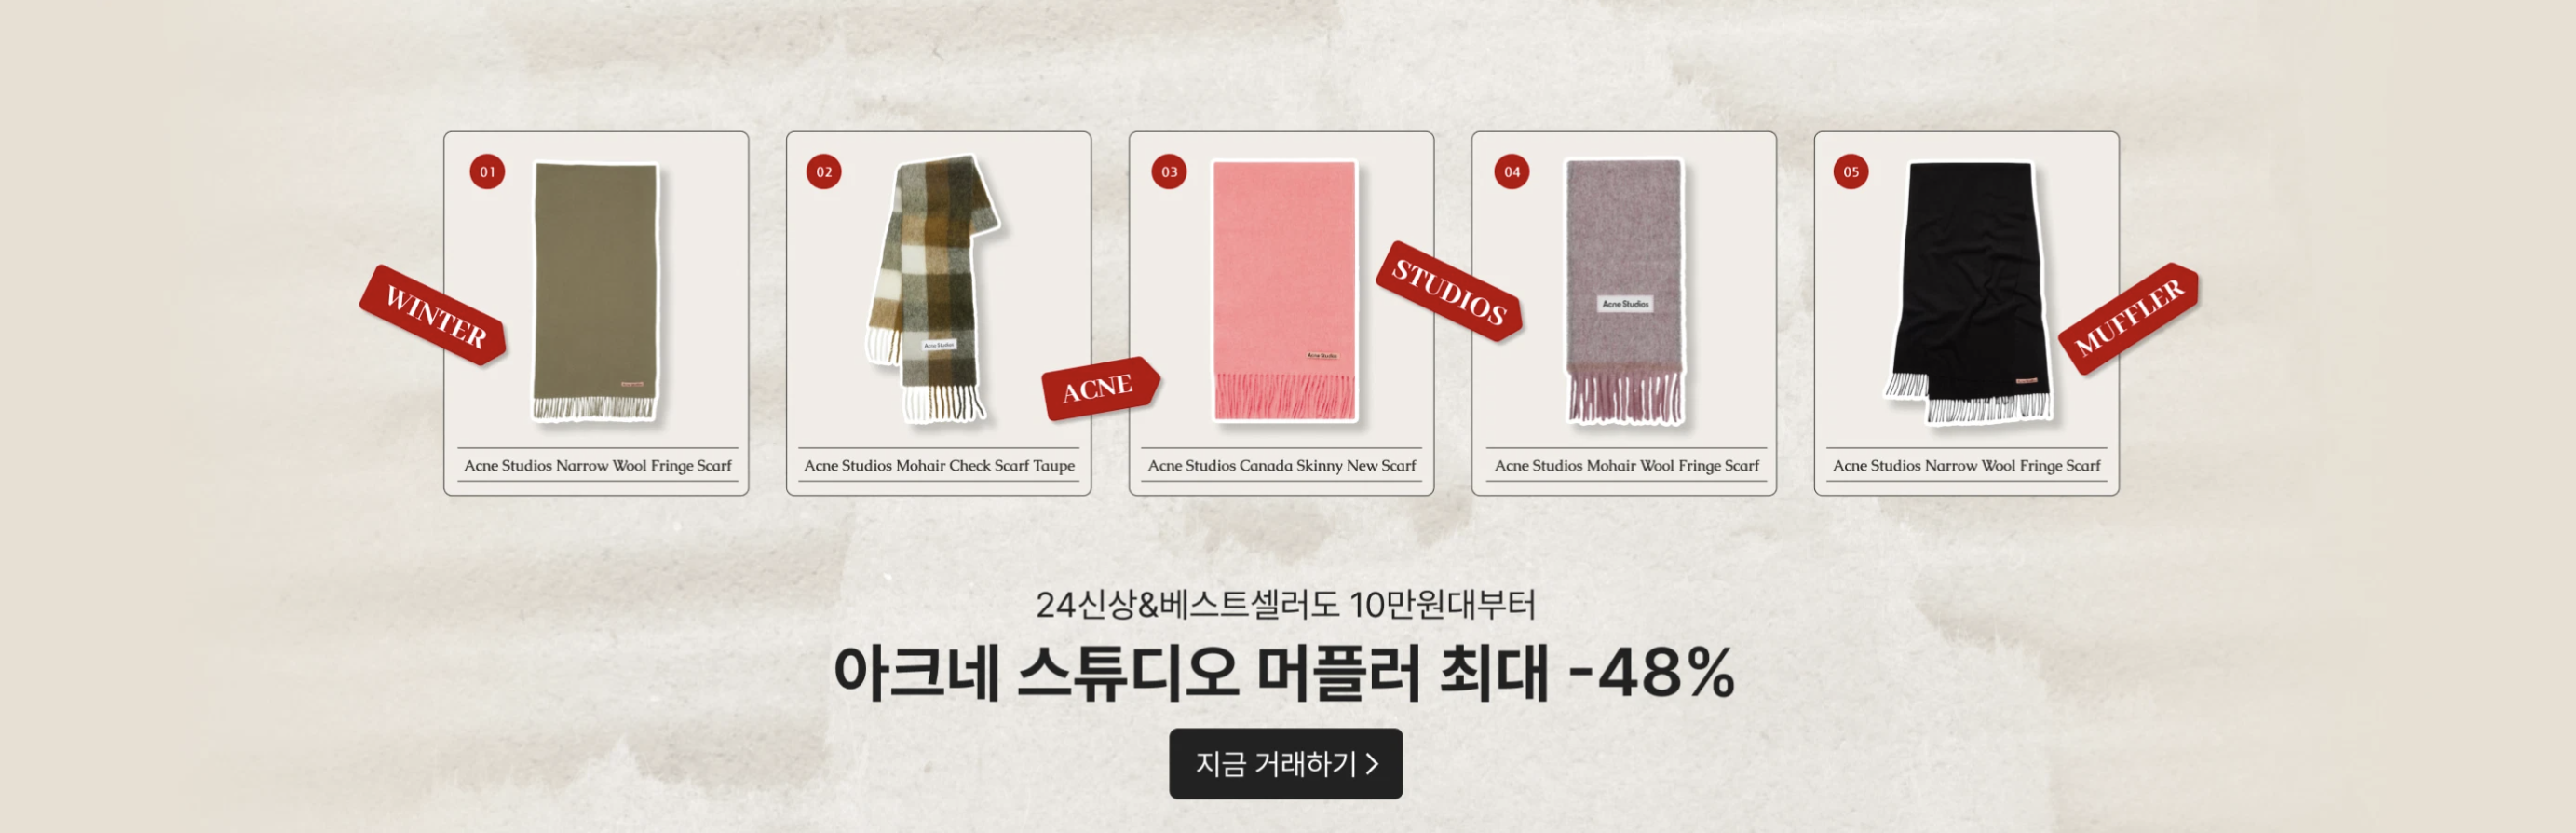 01
02
03
04
05
WINTER
ACNE
STUDIOS
MUFFLER
Acne Studios
Acne Studios
Acne Studios
Acne Studios Narrow Wool Fringe Scarf
Acne Studios Mohair Check Scarf Taupe
Acne Studios Canada Skinny New Scarf
Acne Studios Mohair Wool Fringe Scarf
Acne Studios Narrow Wool Fringe Scarf
24신상&베스트셀러도 10만원대부터
아크네 스튜디오 머플러 최대 -48%
지금 거래하기 >